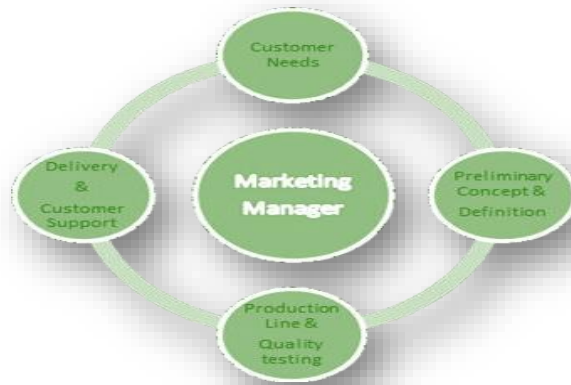 Customer
Needs
Marketing
Manager
Preliminary
Concept &
Definition
Production
Line &
Quality
testing
Delivery
&
Customer
Support